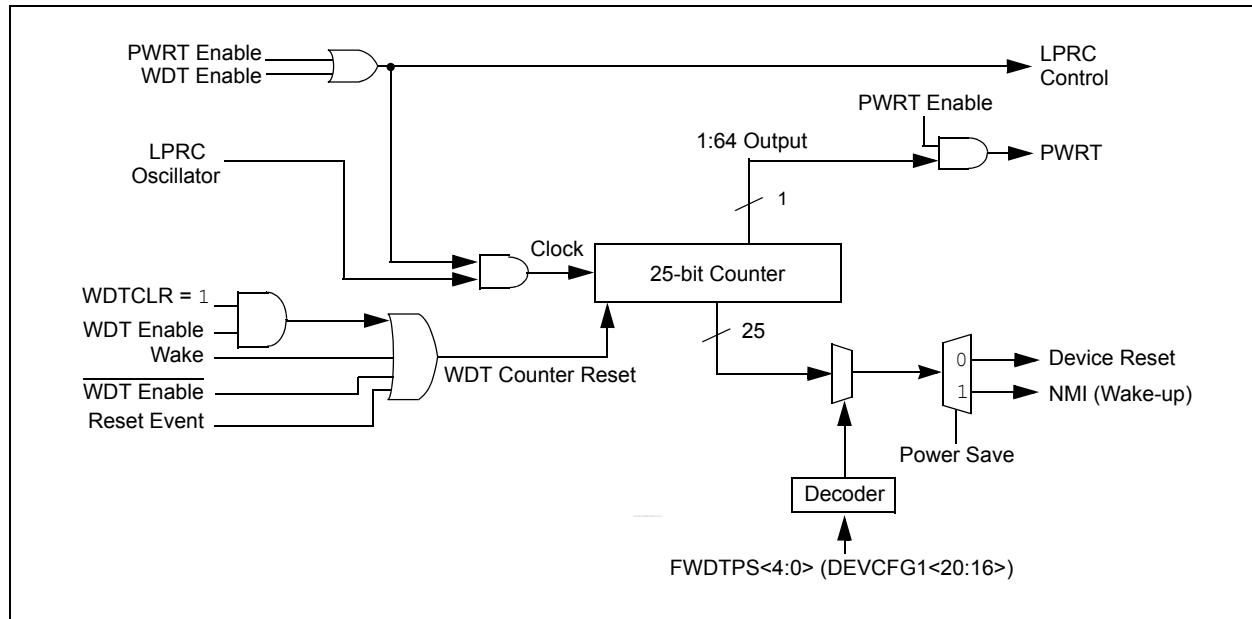 PWRT Enable
WDT Enable
LPRC
Control
PWRT Enable
1:64 Output
PWRT
LPRC
Oscillator
1
Clock
25-bit Counter
WDTCLR = 1
WDT Enable
25
Wake
0
Device Reset
WDT Counter Reset
WDT Enable
1
NMI (Wake-up)
Reset Event
Power Save
Decoder
FWDTPS<4:0> (DEVCFG1<20:16>)